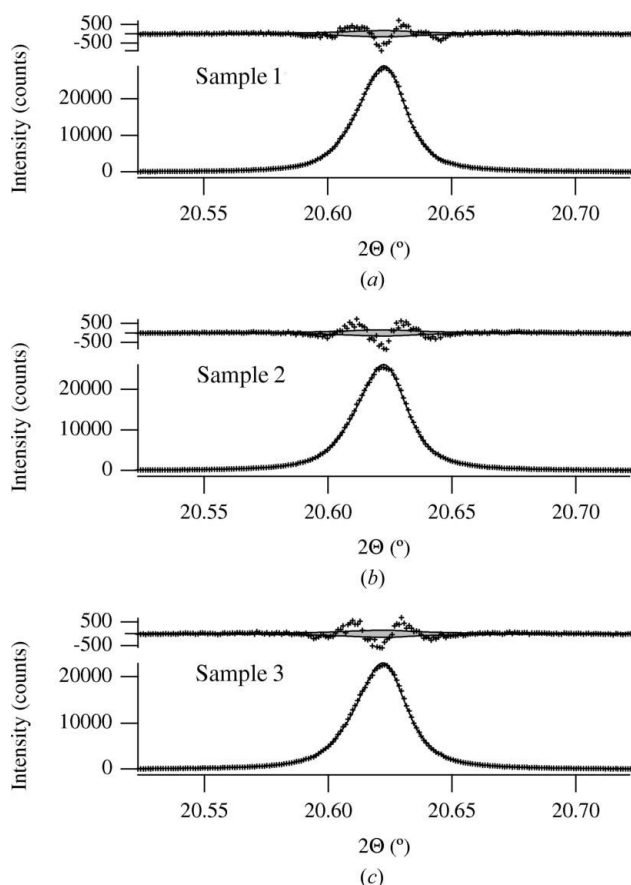 500
-500
Sample 1
20000
10000
0
Intensity (counts)
20.55 20.60 20.65 20.70
2Θ (º)
(a)
500
-500
Sample 2
20000
10000
0
Intensity (counts)
20.55 20.60 20.65 20.70
2Θ (º)
(b)
500
-500
Sample 3
20000
10000
0
Intensity (counts)
20.55 20.60 20.65 20.70
2Θ (º)
(c)